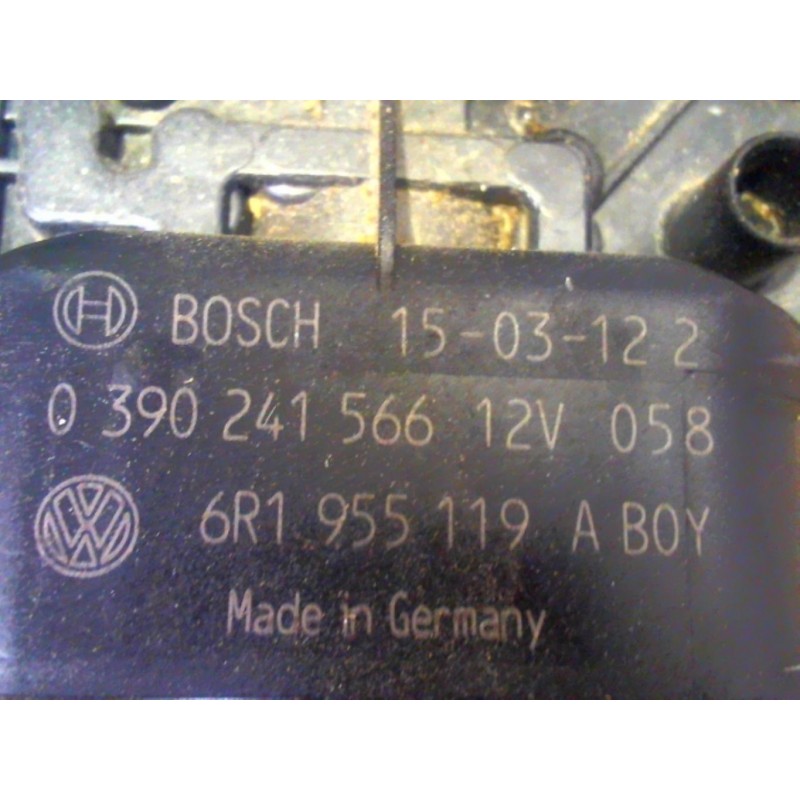 BOSCH 15-03-12 2
0 390 241 566 12V 058
6R1 955 119 A BOY
Made in Germany